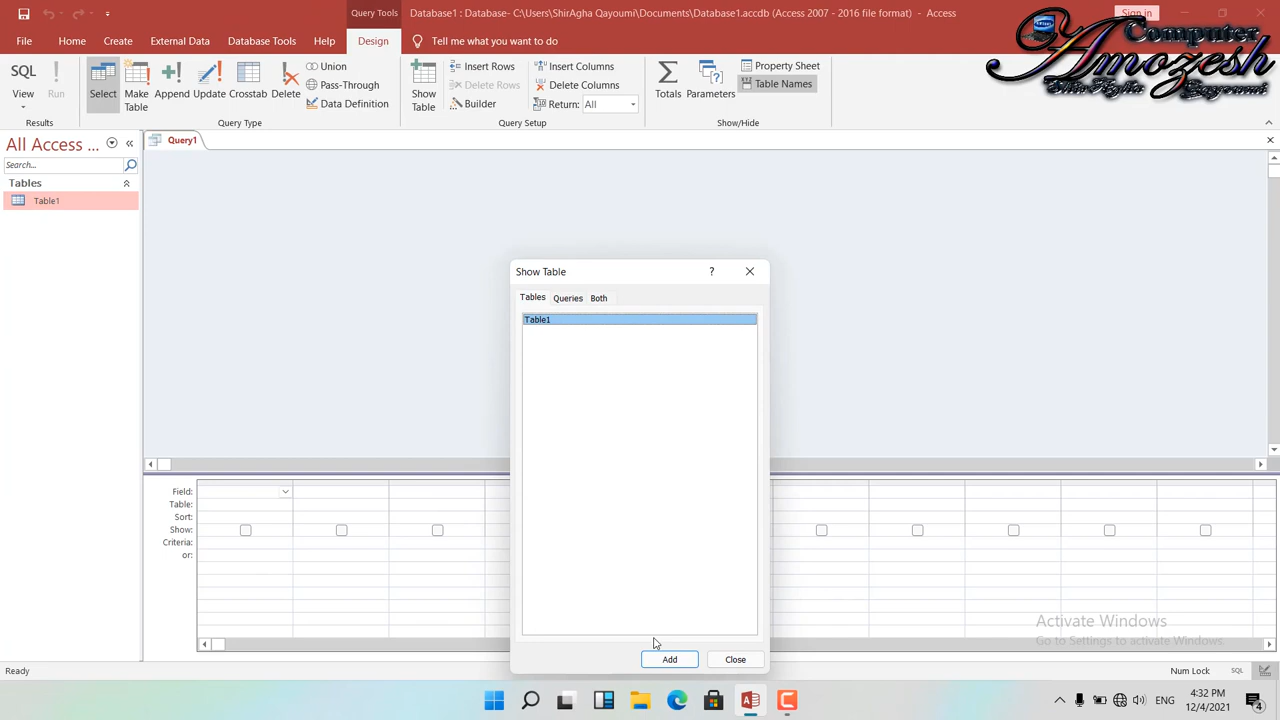 Query Tools
Database1 : Database- C:\Users\ShirAgha Qayoumi\Documents\Database1.accdb (Access 2007 - 2016 file format) - Access
Sign in
File
Home
Create
External Data
Database Tools
Help
Design
Tell me what you want to do
Computer
Amozesh
SQL
View
Run
Select
Make
Table
Append
Update
Crosstab
Delete
Union
Pass-Through
Data Definition
Show
Table
Insert Rows
Delete Rows
Builder
Insert Columns
Delete Columns
Return: All
Totals
Parameters
Property Sheet
Table Names
Results
Query Type
Query Setup
Show/Hide
All Access ...
Search...
Tables
Table1
Query1
Show Table
?
Tables
Queries
Both
Table1
Add
Close
Field:
Table:
Sort:
Show:
Criteria:
or:
Activate Windows
Go to Settings to activate Windows.
Ready
Num Lock
SQL
ENG
4:32 PM
12/4/2021
4